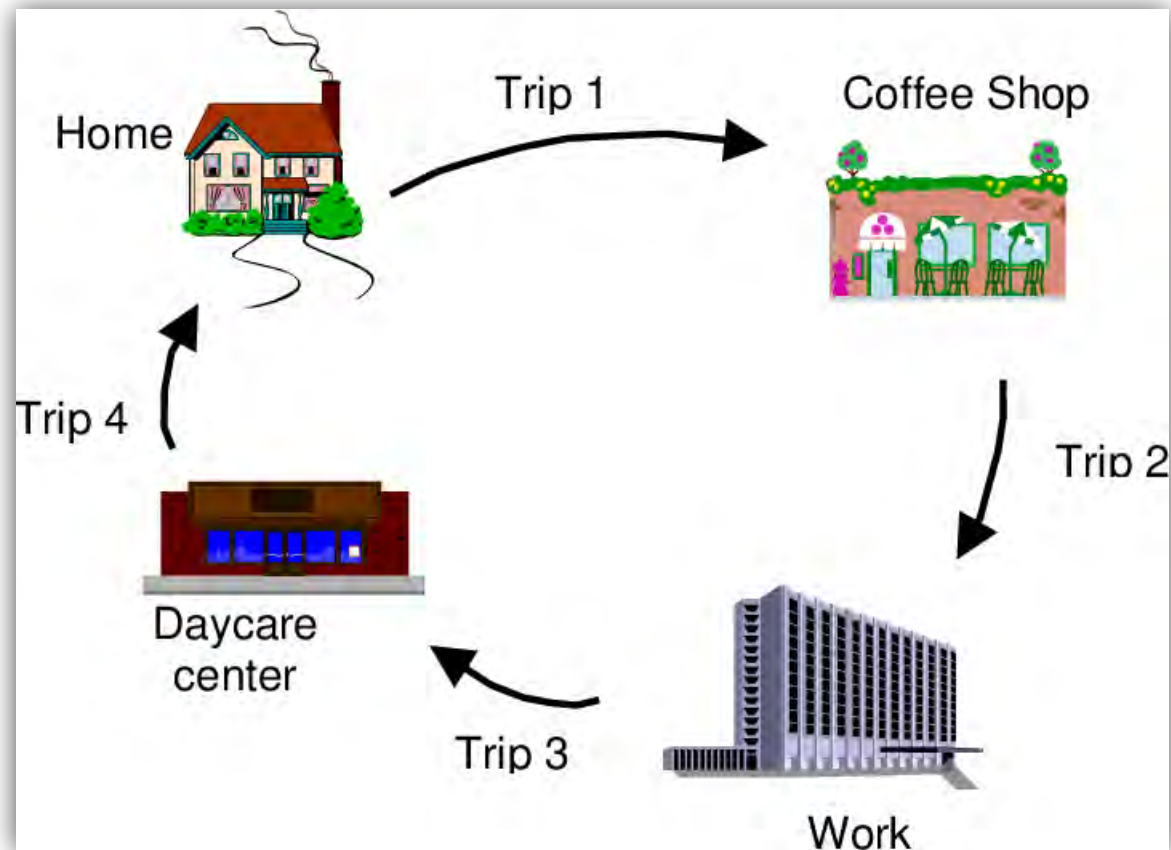 Home
Trip 1
Coffee Shop
Trip 4
Trip 2
Daycare
center
Trip 3
Work